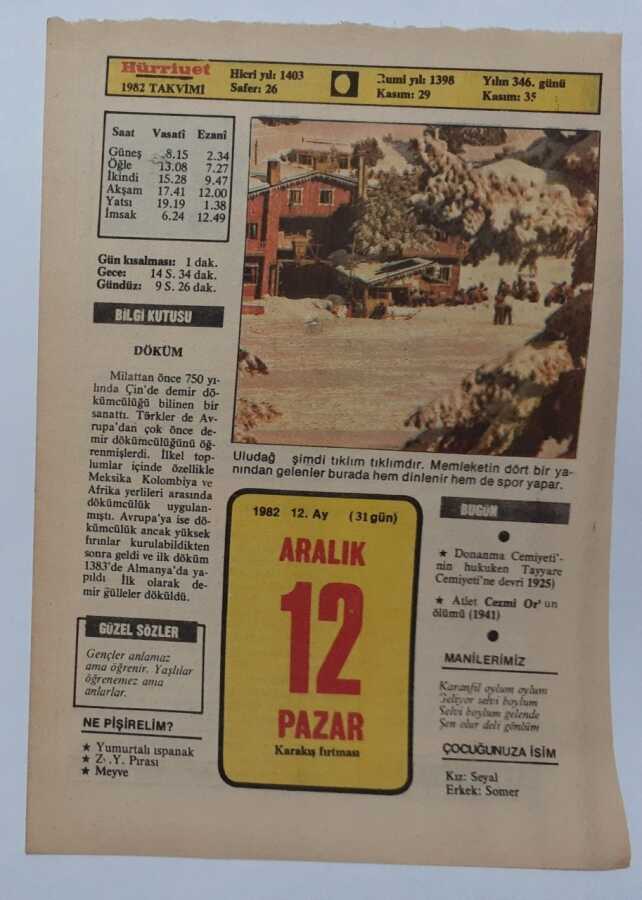 Hürriyet
1982 TAKVİMİ
Hicri yılı: 1403
Safer: 26
Rumi yılı: 1398
Kasım: 29
Yılın 346. günü
Kasım: 35
Saat Vasati Ezani
Güneş 8.15 2.34
Öğle 13.08 7.27
İkindi 15.28 9.47
Akşam 17.41 12.00
Yatsı 19.19 1.38
İmsak 6.24 12.49
Gün kısalması: 1 dak.
Gece: 14 S. 34 dak.
Gündüz: 9 S. 26 dak.
BİLGİ KUTUSU
DÖKÜM
Milattan önce 750 yı-
lında Çin'de demir dö-
kümcülüğü bilinen bir
sanattı. Türkler de Av-
rupa'dan çok önce de-
mir dökümcülüğünü öğ-
renmişlerdi. İlkel top-
lumlar içinde özellikle
Meksika Kolombiya ve
Afrika yerlileri arasında
dökümcülük uygulan-
mıştı. Avrupa'ya ise dö-
kümcülük ancak yüksek
fırınlar kurulabildikten
sonra geldi ve ilk döküm
1383'de Almanya'da ya-
pıldı İlk olarak de-
mir gülleler döküldü.
GÜZEL SÖZLER
Gençler anlamaz
ama öğrenir. Yaşlılar
öğrenemez ama
anlarlar.
NE PİŞİRELİM?
★ Yumurtalı ıspanak
★ Z. .Y. Pırası
★ Meyve
Uludağ şimdi tıklım tıklımdır. Memleketin dört bir ya-
nından gelenler burada hem dinlenir hem de spor yapar.
1982 12. Ay (31 gün)
ARALIK
12
PAZAR
Karakış fırtınası
BUGÜN
★ Donanma Cemiyeti'-
nin hukuken Tayyare
Cemiyeti'ne devri 1925)
★ Atlet Cezmi Or'un
ölümü (1941)
MANİLERİMİZ
Karanfil oylum oylum
Geliyor selvi boylum
Selvi boylum gelende
Şen olur deli gönlüm
ÇOCUĞUNUZA İSİM
Kız: Seyal
Erkek: Somer